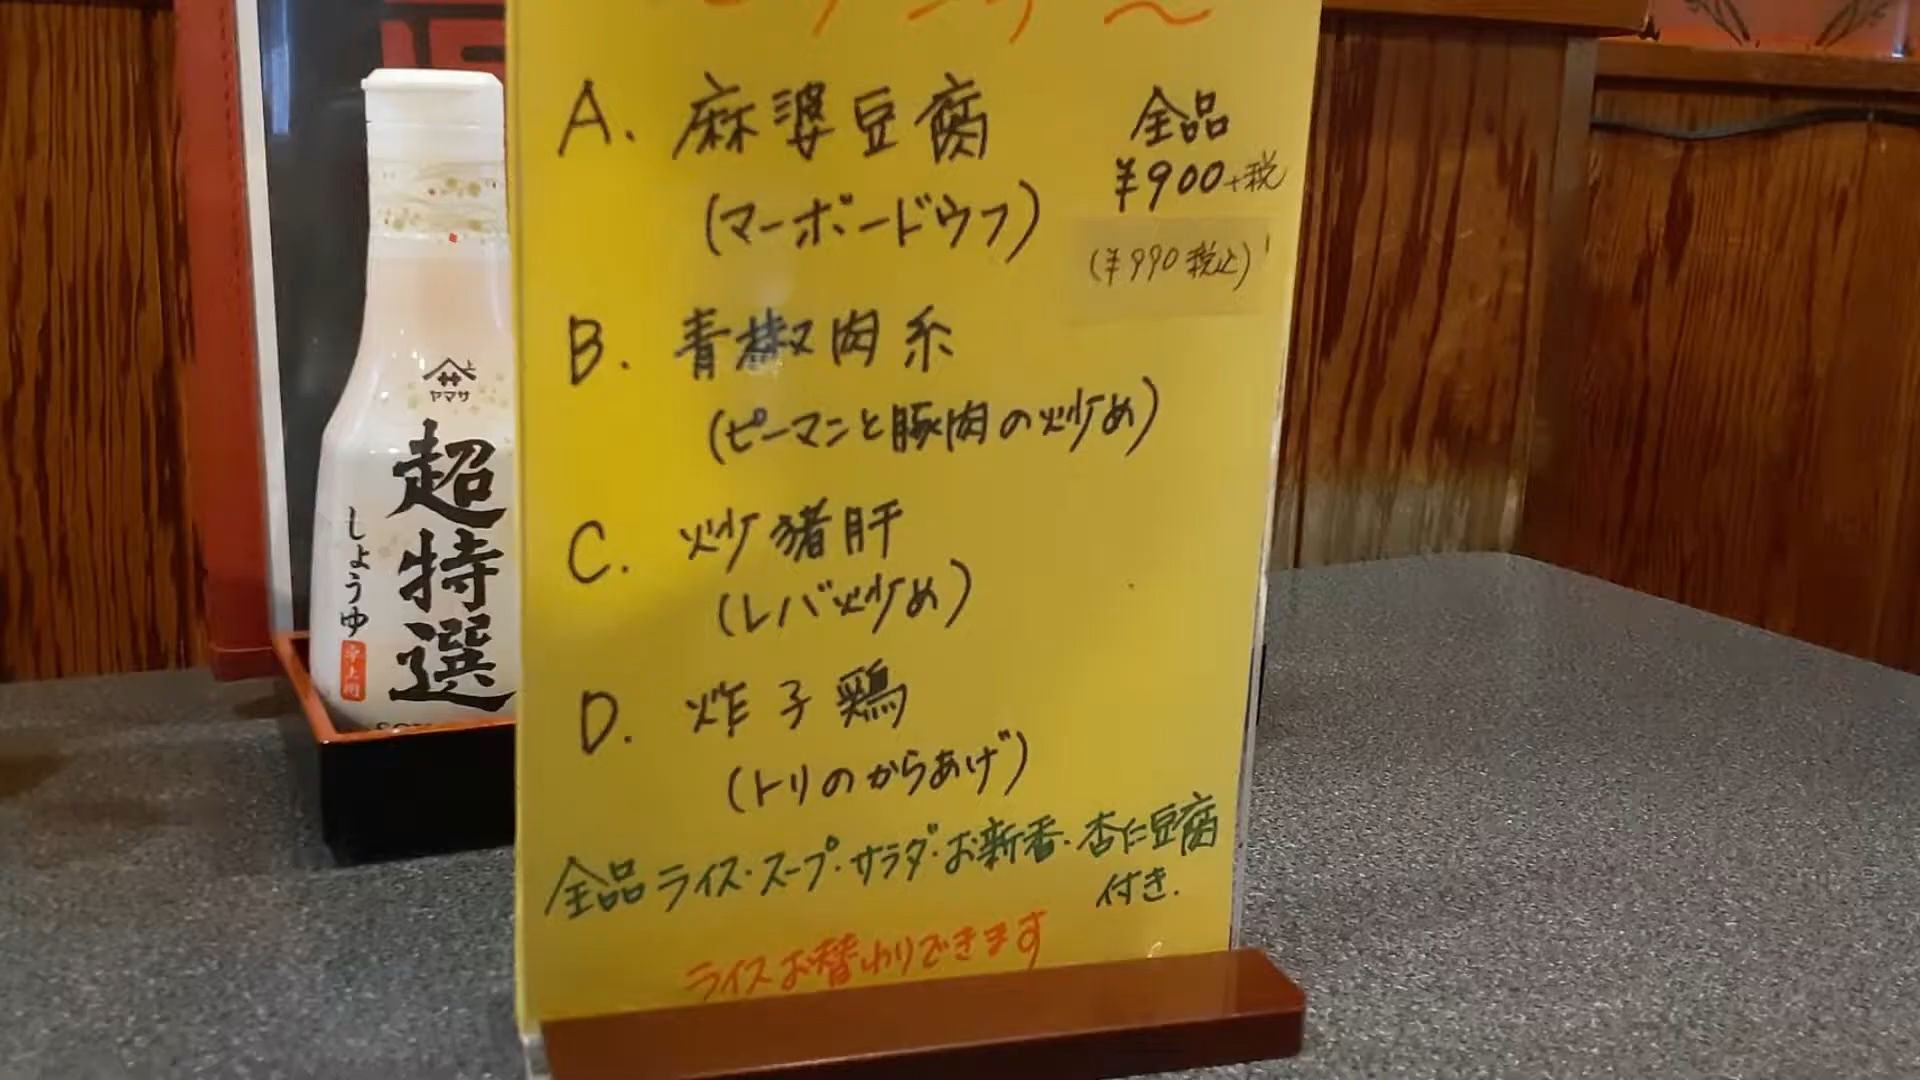 A. 麻婆豆腐
(マーボードウフ)
全品
¥900+税
(¥990税込)
B. 青椒肉糸
(ピーマンと豚肉の炒め)
C. 炒猪肝
(レバ炒め)
D. 炸子鶏
(トリのからあげ)
全品ライス・スープ・サラダ・お新香・杏仁豆腐
付き.
ライスお替わりできます
ヤマサ
超特選
しょうゆ